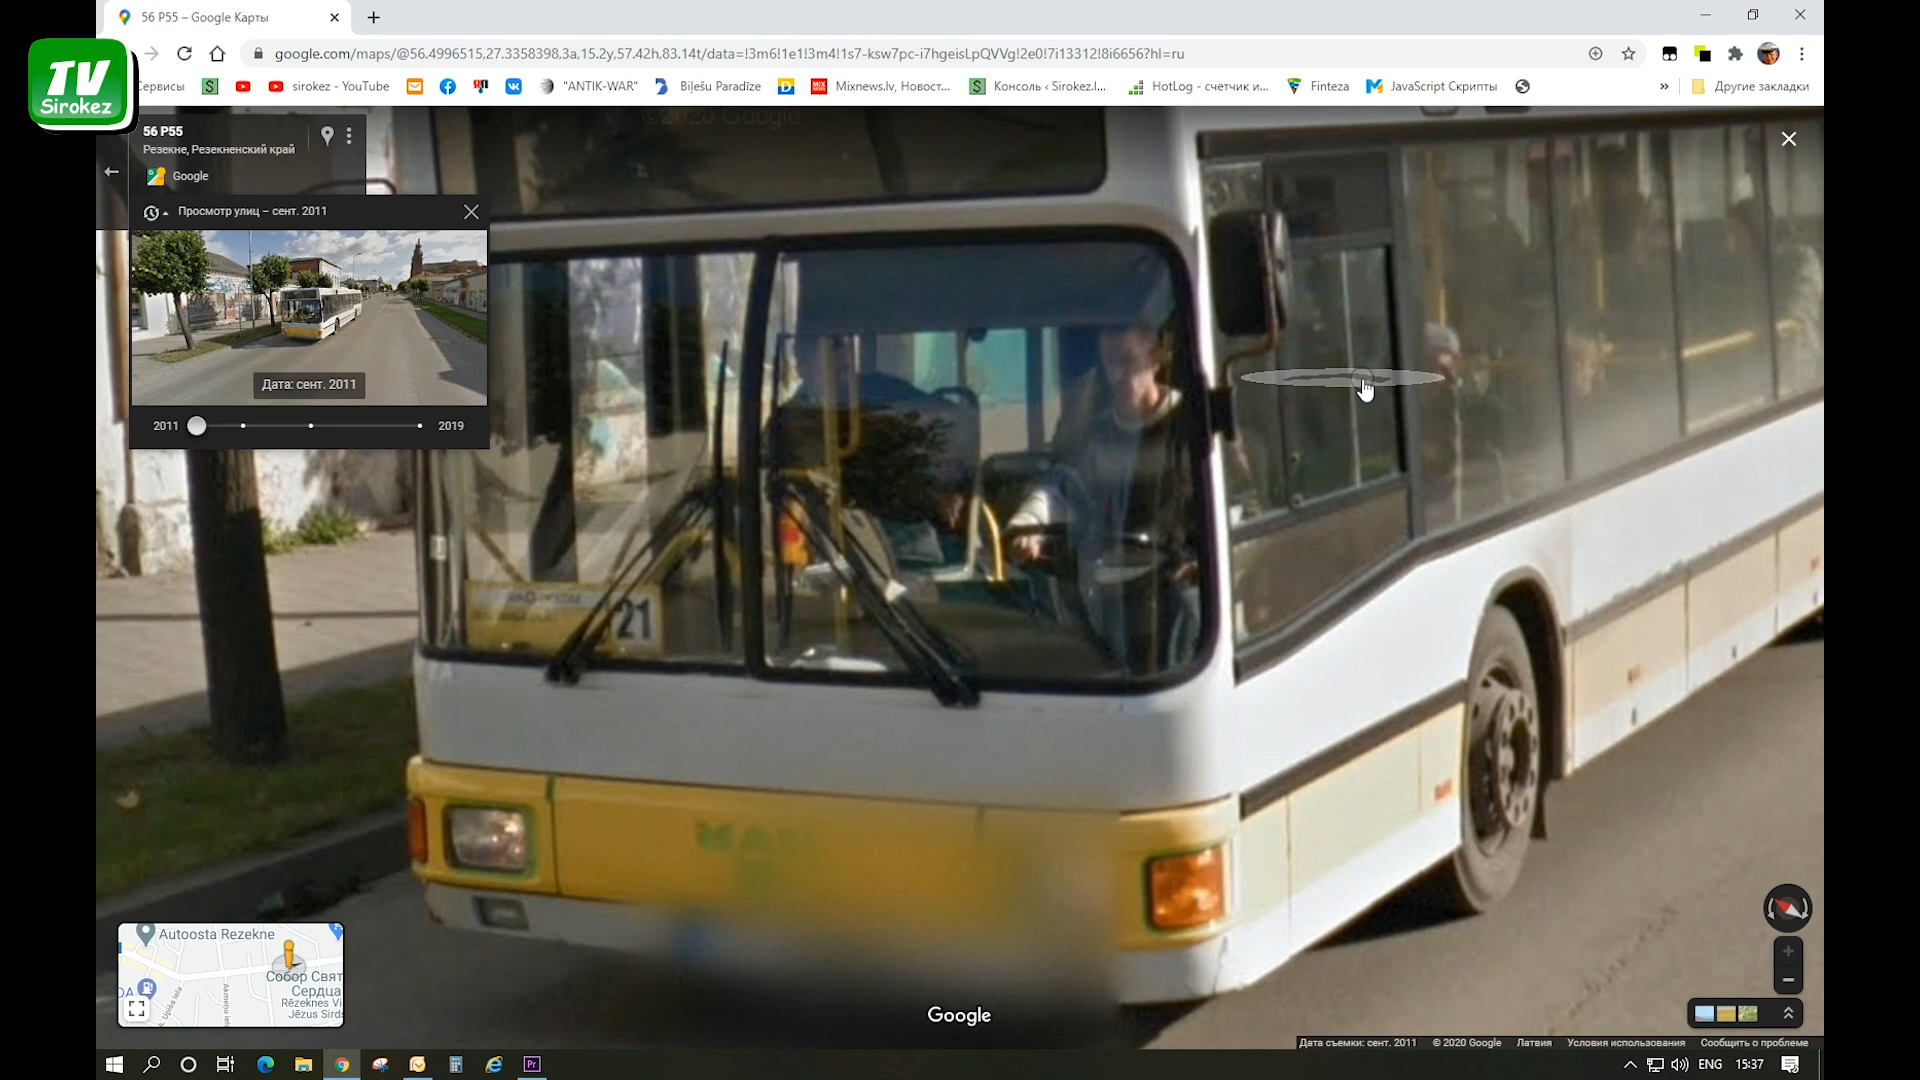 56 P55 – Google Карты
TV
Sirokez
google.com/maps/@56.4996515,27.3358398,3a,15.2y,57.42h,83.14t/data=!3m6!1e1!3m4!1s7-ksw7pc-i7hgeisLpQVVg!2e0!7i13312!8i6656?hl=ru
Сервисы
sirokez - YouTube
"ANTIK-WAR"
Biļešu Paradīze
Mixnews.lv, Новост...
Консоль ‹ Sirokez.l...
HotLog - счетчик и...
Finteza
JavaScript Скрипты
»
Другие закладки
©2020 Google
56 P55
Резекне, Резекненский край
Google
Просмотр улиц – сент. 2011
Дата: сент. 2011
2011
2019
21
MAN
Autoosta Rezekne
Собор Свят
Сердца
Rēzeknes Vi
Jēzus Sirds
Google
Дата съемки: сент. 2011
© 2020 Google
Латвия
Условия использования
Сообщить о проблеме
Pr
ENG
15:37